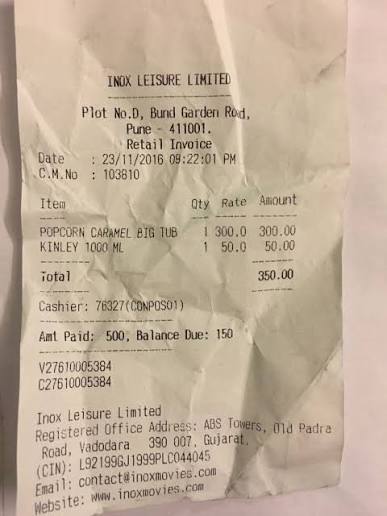 INOX LEISURE LIMITED
Plot No.D, Bund Garden Road,
Pune - 411001.
Retail Invoice
Date : 23/11/2016 09:22:01 PM
C.M.No : 103810
Item Qty Rate Amount
POPCORN CARAMEL BIG TUB 1 300.0 300.00
KINLEY 1000 ML 1 50.0 50.00
Total 350.00
Cashier: 76327(CONPOS01)
Amt Paid: 500, Balance Due: 150
V27610005384
C27610005384
Inox Leisure Limited
Registered Office Address: ABS Towers, Old Padra
Road, Vadodara 390 007, Gujarat,
(CIN): L92199GJ1999PLC044045
Email: contact@inoxmovies.com
Website: www.inoxmovies.com